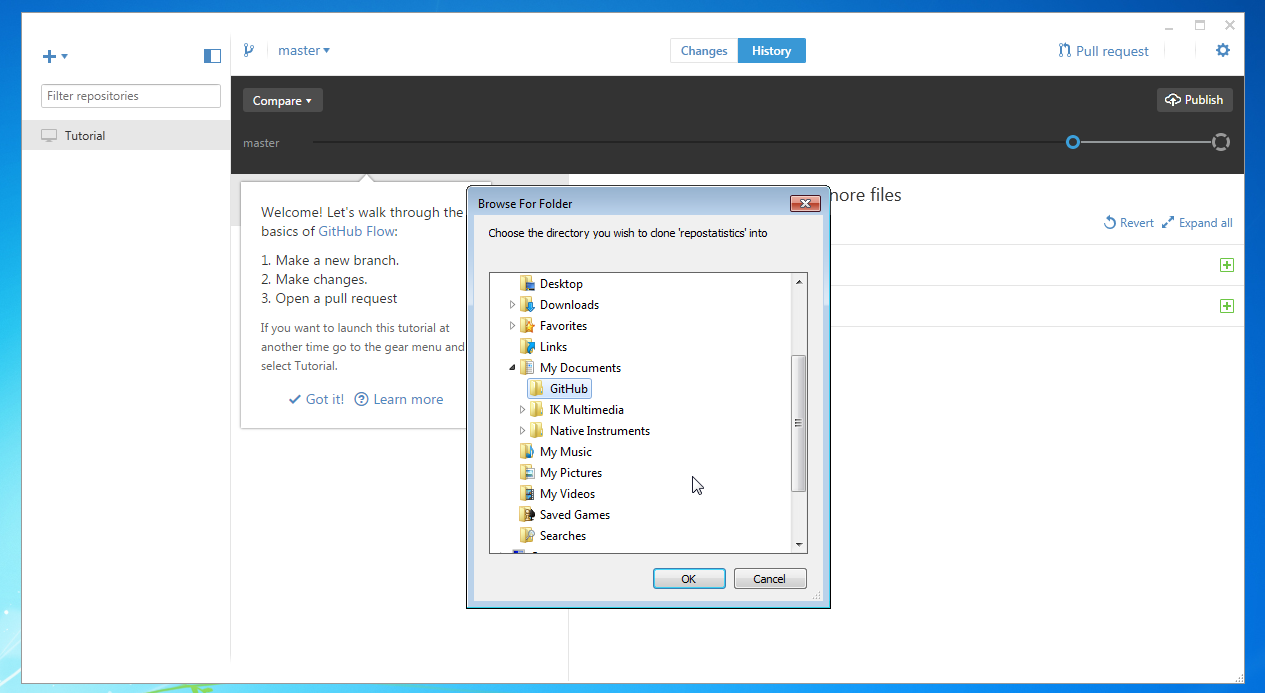 master
Changes
History
Pull request
Filter repositories
Tutorial
Compare
Publish
master
Welcome! Let's walk through the
basics of GitHub Flow:
1. Make a new branch.
2. Make changes.
3. Open a pull request
If you want to launch this tutorial at
another time go to the gear menu and
select Tutorial.
Got it!
Learn more
files
Revert
Expand all
Browse For Folder
Choose the directory you wish to clone 'repostatistics' into
Desktop
Downloads
Favorites
Links
My Documents
GitHub
IK Multimedia
Native Instruments
My Music
My Pictures
My Videos
Saved Games
Searches
OK
Cancel